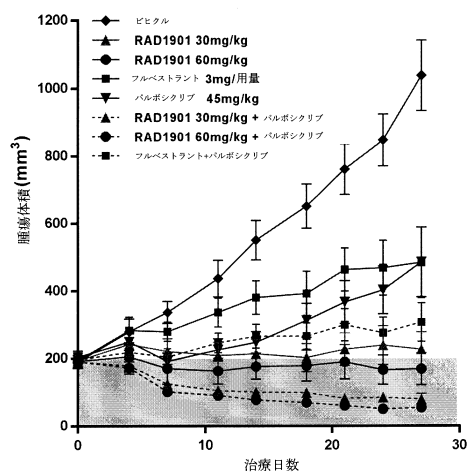 ビヒクル
RAD1901 30mg/kg
RAD1901 60mg/kg
フルベストラント 3mg/用量
パルボシクリブ 45mg/kg
RAD1901 30mg/kg + パルボシクリブ
RAD1901 60mg/kg + パルボシクリブ
フルベストラント+パルボシクリブ
腫瘍体積(mm³)
1200
1000
800
600
400
200
0
0
10
20
30
治療日数